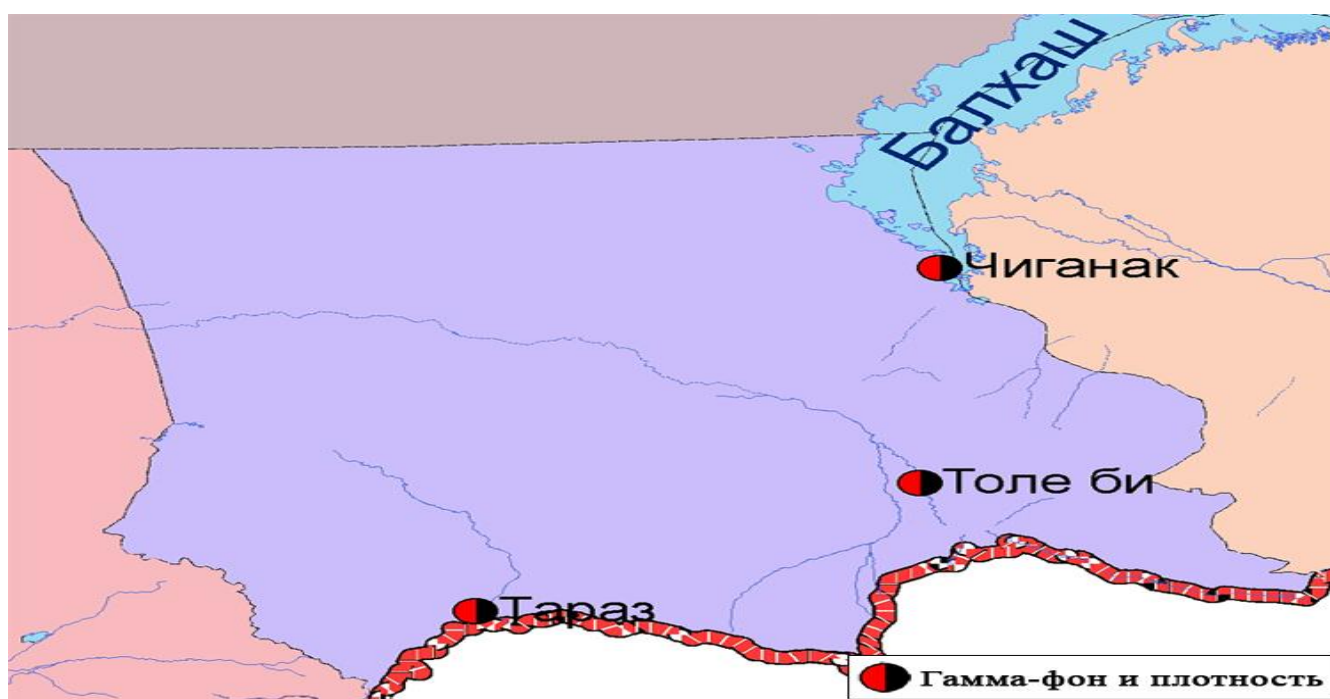 Балхаш
Чиганак
Толе би
Тараз
Гамма-фон и плотность